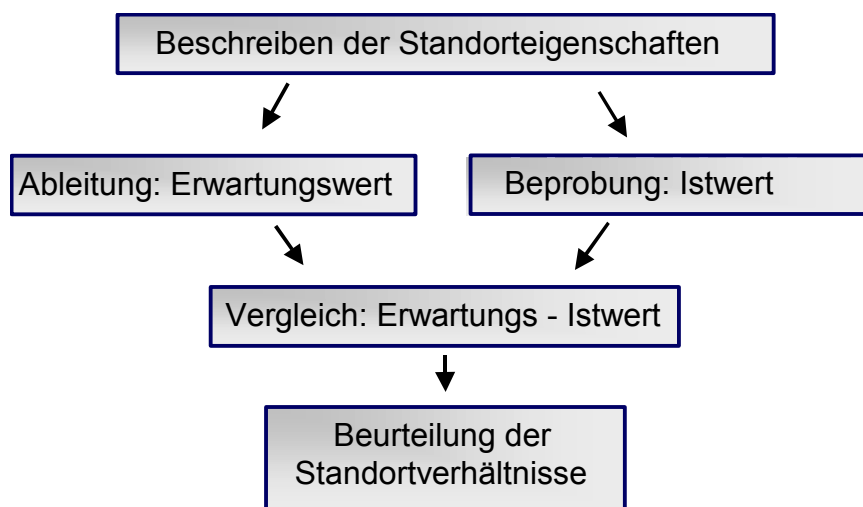 Beschreiben der Standorteigenschaften
Ableitung: Erwartungswert
Beprobung: Istwert
Vergleich: Erwartungs - Istwert
Beurteilung der
Standortverhältnisse